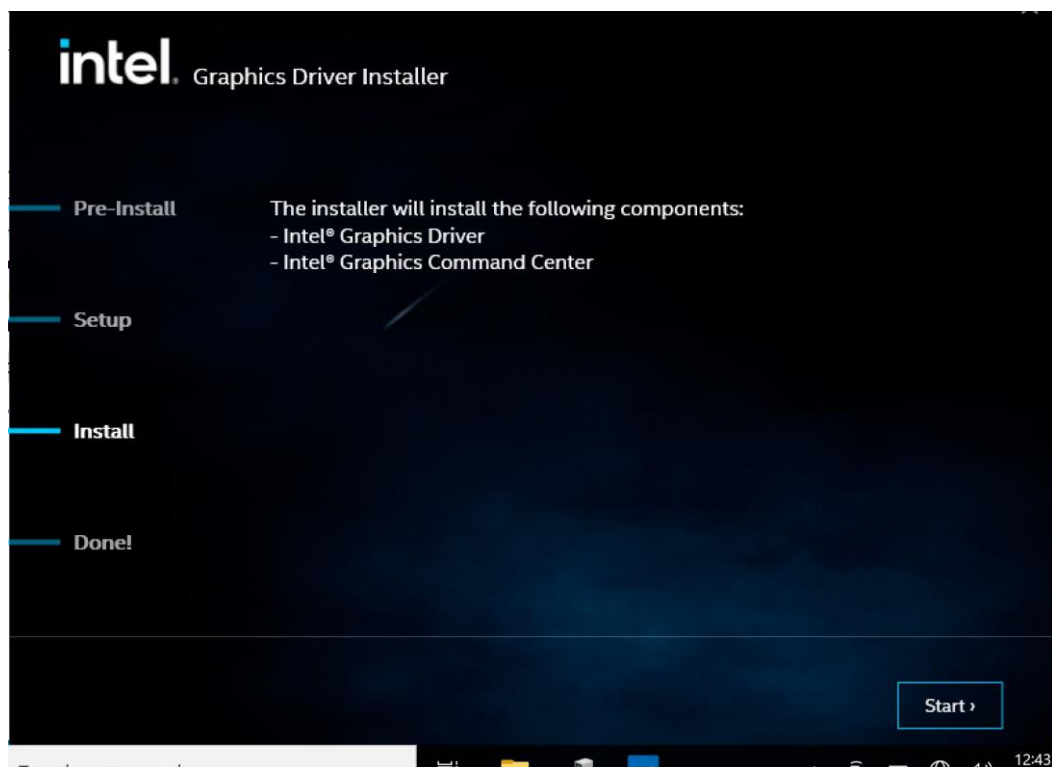 intel. Graphics Driver Installer
Pre-Install
The installer will install the following components:
- Intel® Graphics Driver
- Intel® Graphics Command Center
Setup
Install
Done!
Start ›
12:43